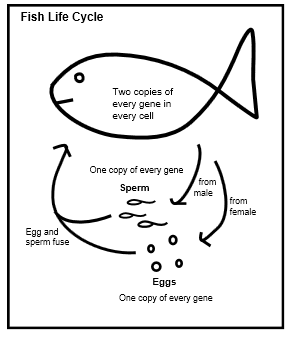 Fish Life Cycle
Two copies of
every gene in
every cell
One copy of every gene
Sperm
from
male
from
female
Egg and
sperm fuse
Eggs
One copy of every gene